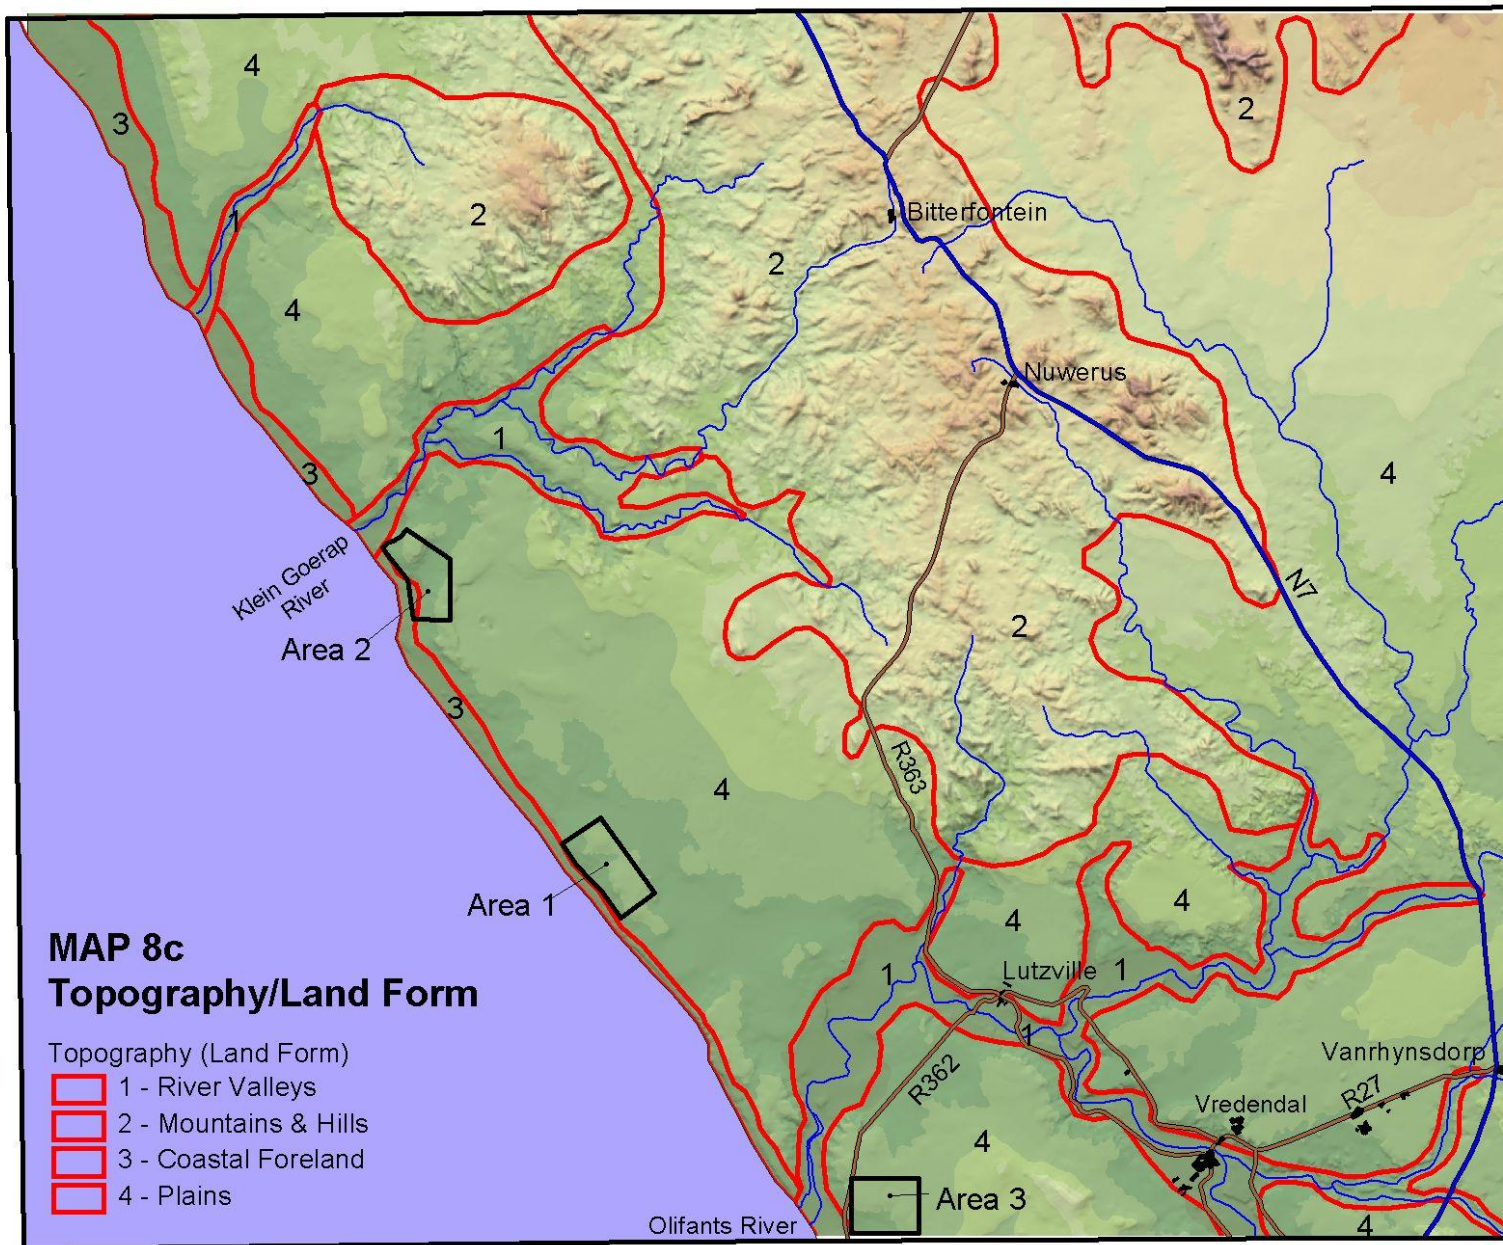 4
3
2
1
2
Bitterfontein
2
4
Nuwerus
1
4
3
Klein Goerap
River
N7
2
Area 2
3
R363
4
Area 1
4
4
MAP 8c
Topography/Land Form
1
Lutzville
1
1
Topography (Land Form)
1 - River Valleys
2 - Mountains & Hills
3 - Coastal Foreland
4 - Plains
R362
Vanrhynsdorp
R27
Vredendal
4
Area 3
Olifants River
4